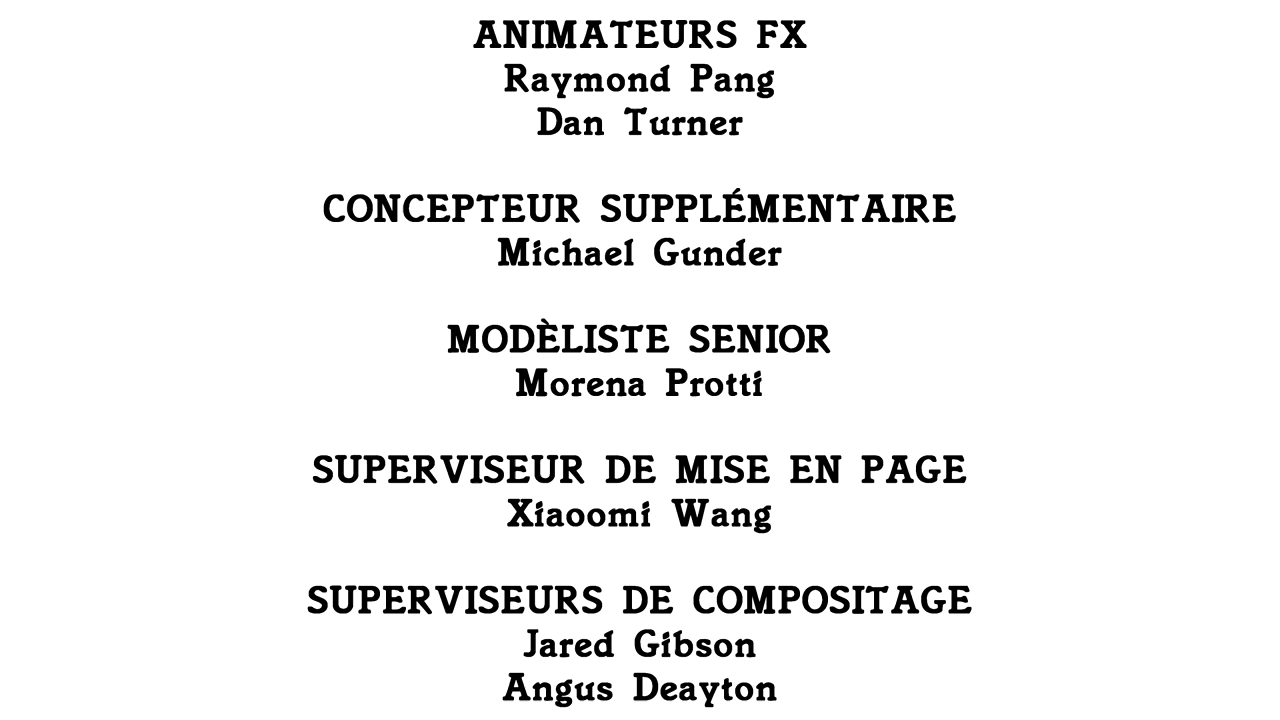 ANIMATEURS FX
Raymond Pang
Dan Turner
CONCEPTEUR SUPPLÉMENTAIRE
Michael Gunder
MODÈLISTE SENIOR
Morena Protti
SUPERVISEUR DE MISE EN PAGE
Xiaoomi Wang
SUPERVISEURS DE COMPOSITAGE
Jared Gibson
Angus Deayton